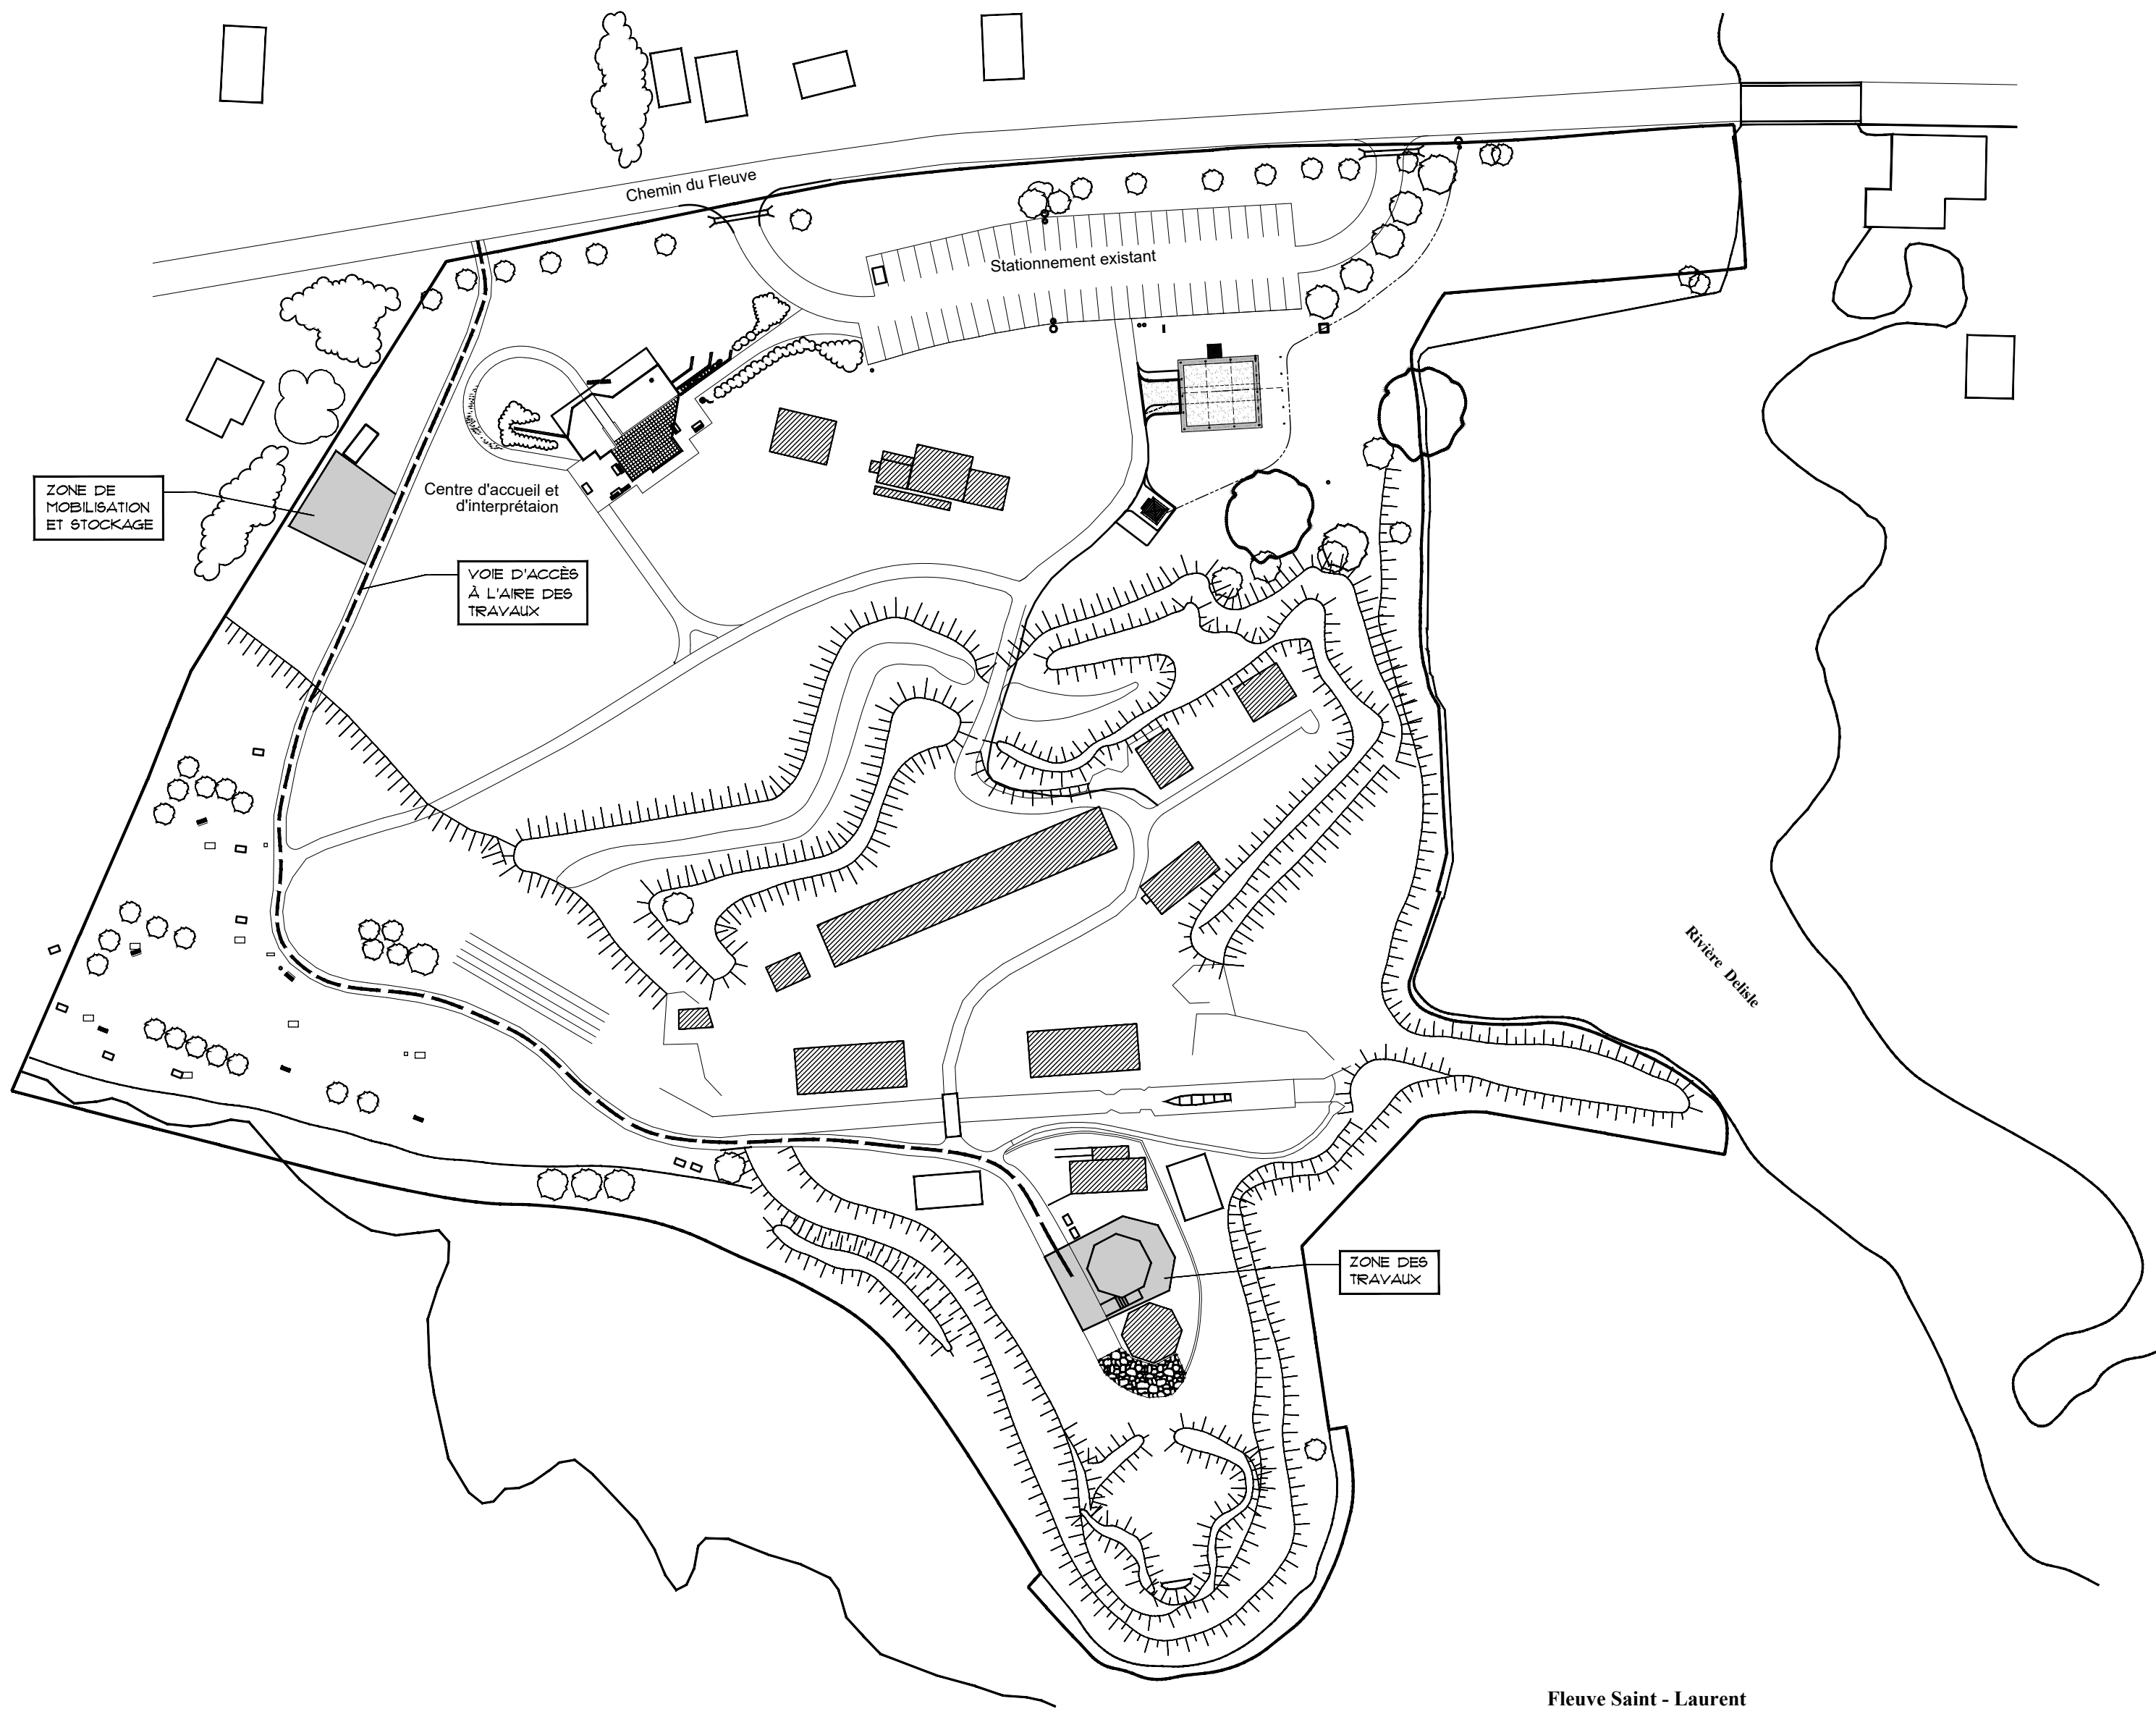 Chemin du Fleuve
Stationnement existant
ZONE DE
MOBILISATION
ET STOCKAGE
Centre d'accueil et
d'interprétaion
VOIE D'ACCÈS
À L'AIRE DES
TRAVAUX
Rivière Delisle
ZONE DES
TRAVAUX
Fleuve Saint - Laurent